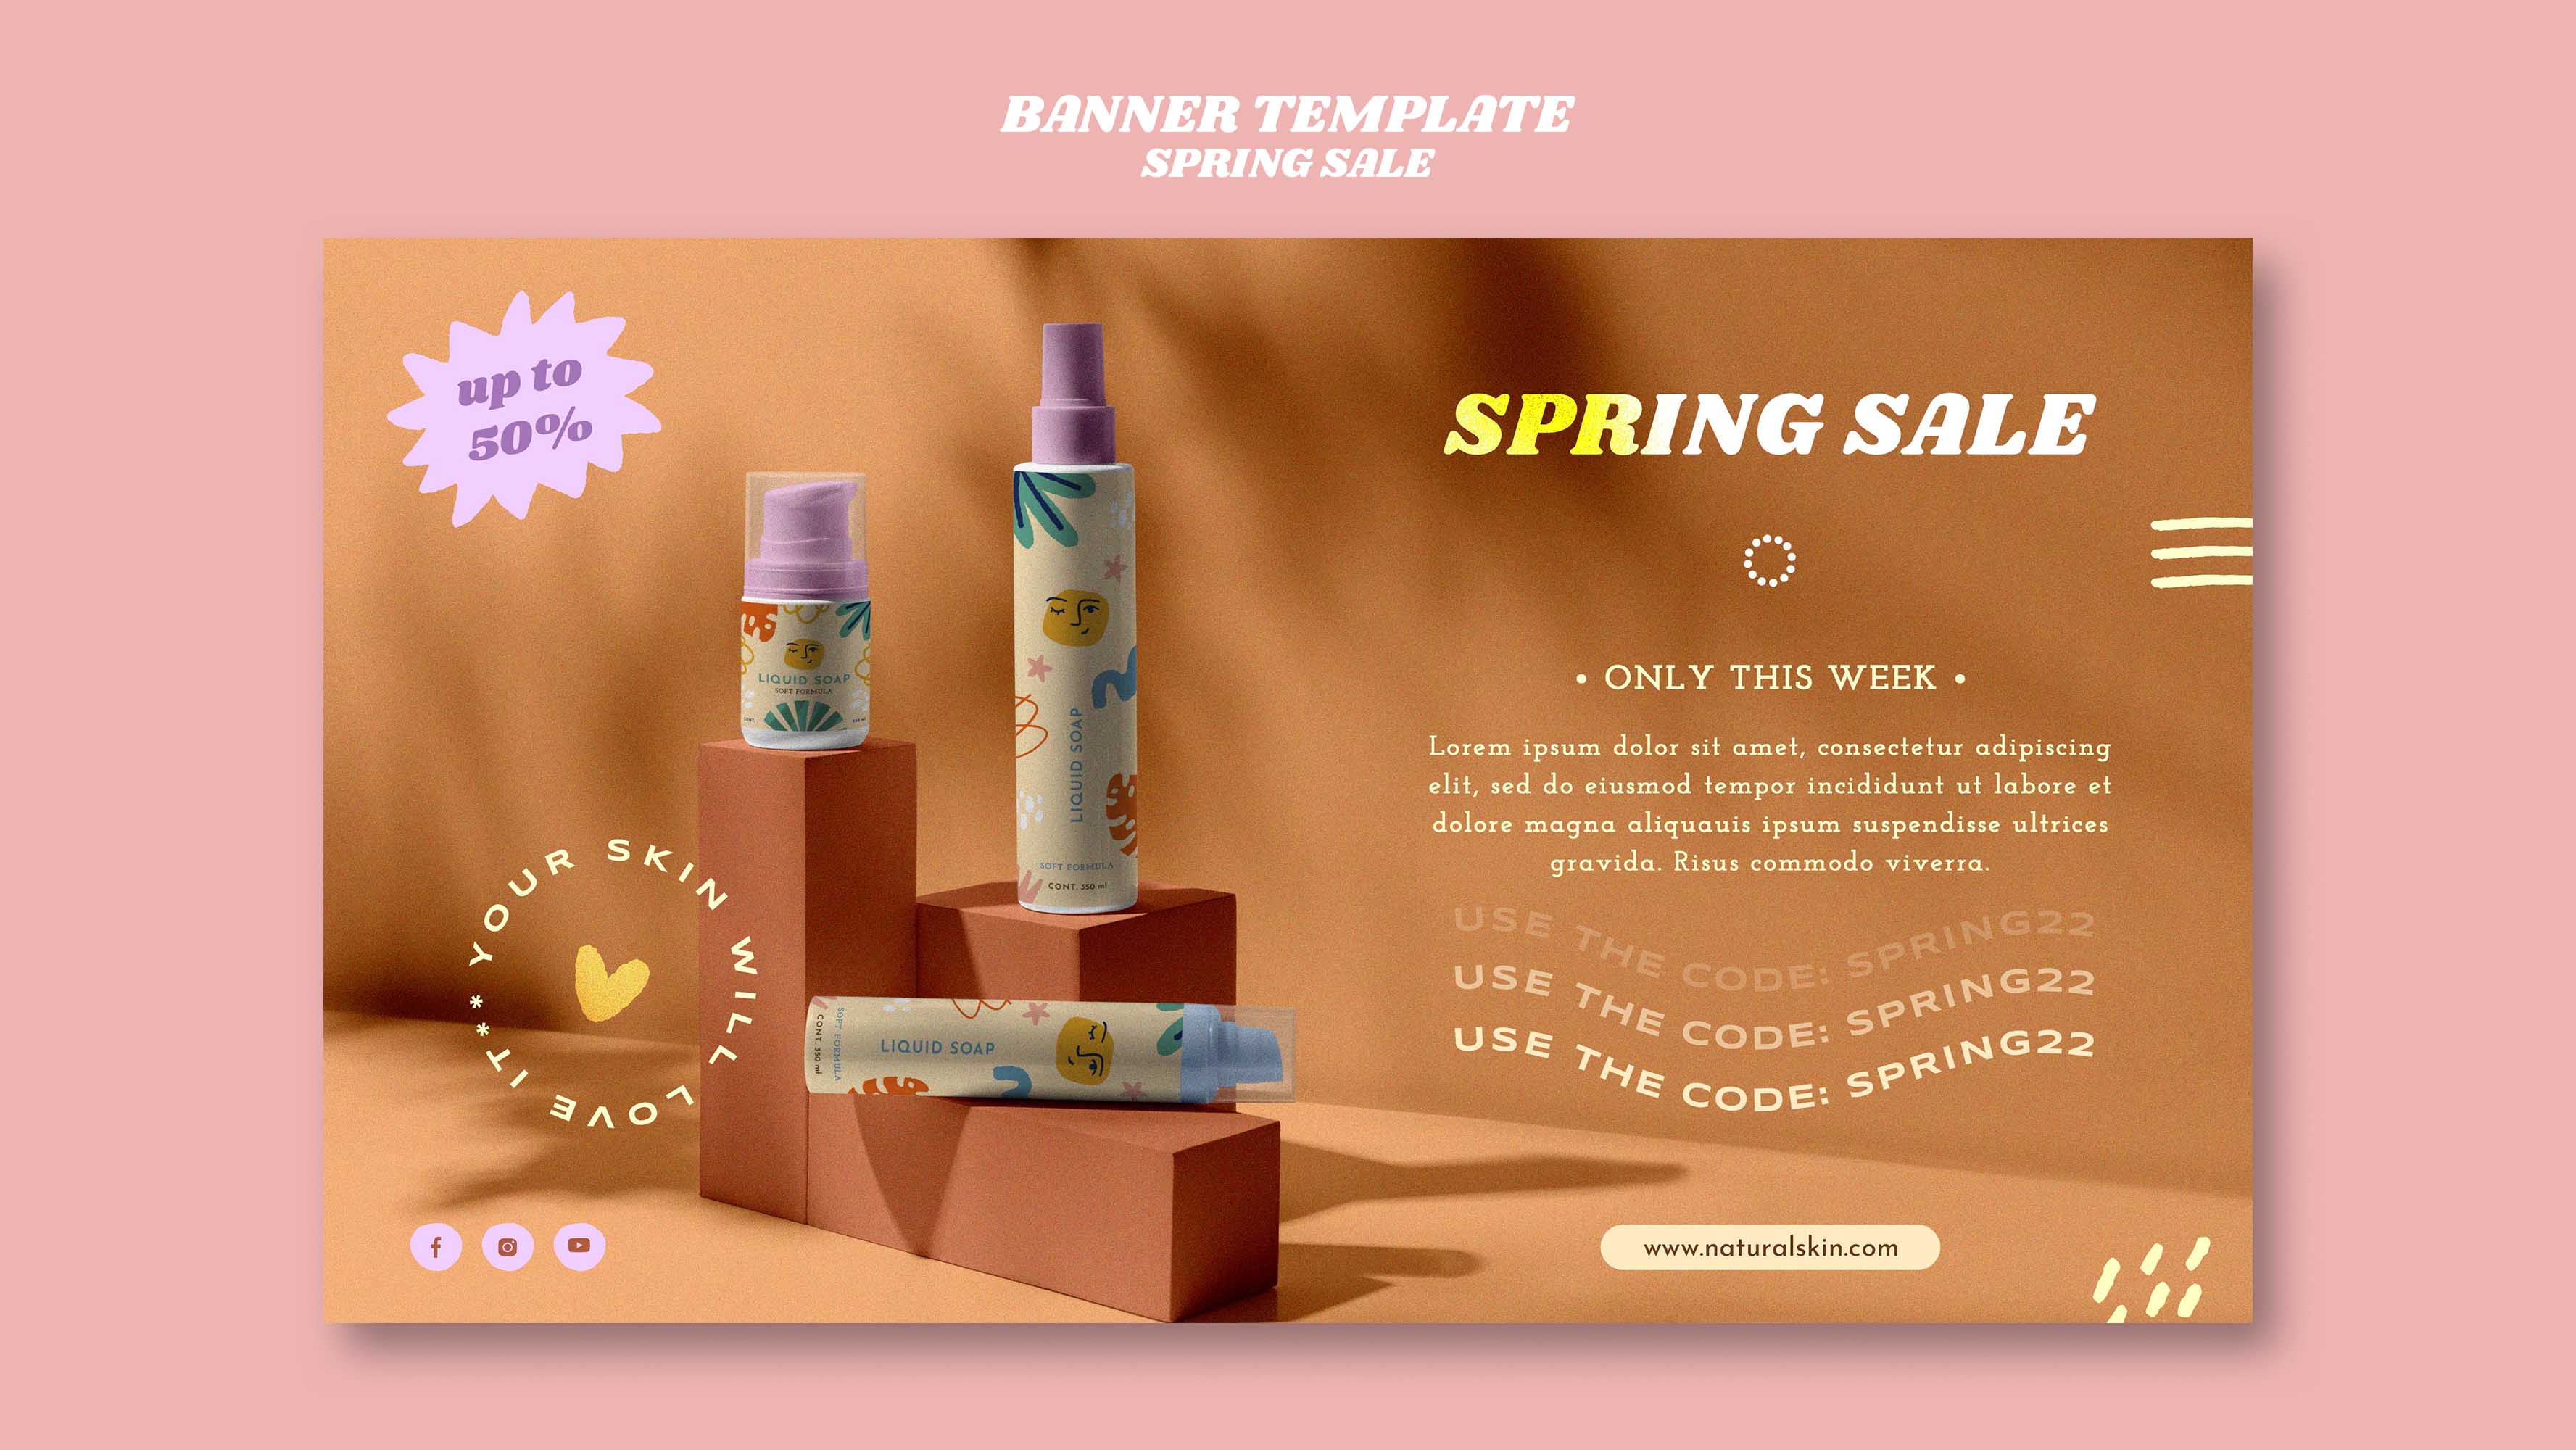 BANNER TEMPLATE
SPRING SALE
up to
50%
SPRING SALE
• ONLY THIS WEEK •
Lorem ipsum dolor sit amet, consectetur adipiscing
elit, sed do eiusmod tempor incididunt ut labore et
dolore magna aliquauis ipsum suspendisse ultrices
gravida. Risus commodo viverra.
USE THE CODE: SPRING22
USE THE CODE: SPRING22
USE THE CODE: SPRING22
www.naturalskin.com
LIQUID SOAP
SOFT FORMULA
LIQUID SOAP
SOFT FORMULA
CONT. 350 ml
LIQUID SOAP
SOFT FORMULA
CONT. 350 ml
YOUR SKIN WILL LOVE IT**